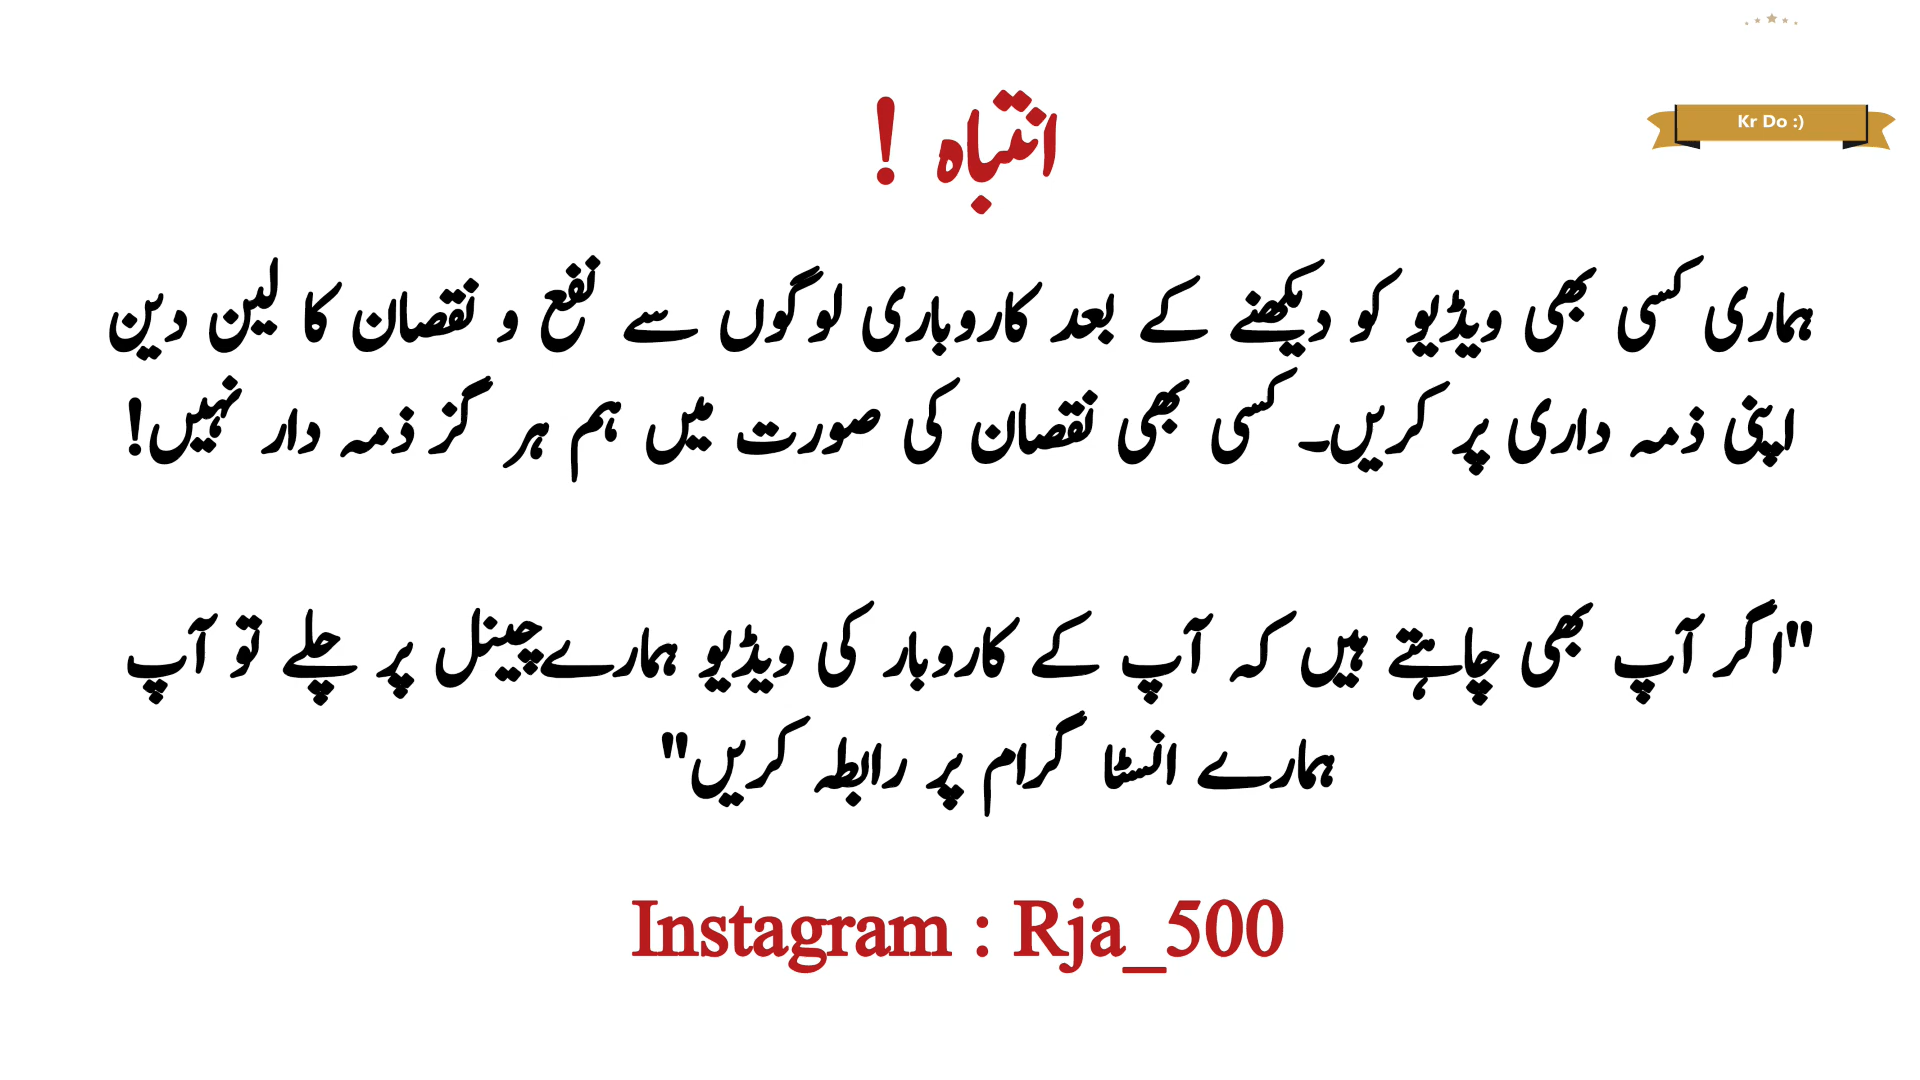 Kr Do :)
انتباہ !
ہماری کسی بھی ویڈیو کو دیکھنے کے بعد کاروباری لوگوں سے نفع و نقصان کا لین دین
اپنی ذمہ داری پر کریں۔ کسی بھی نقصان کی صورت میں ہم ہر گز ذمہ دار نہیں!
"اگر آپ بھی چاہتے ہیں کہ آپ کے کاروبار کی ویڈیو ہمارے چینل پر چلے تو آپ
ہمارے انسٹا گرام پر رابطہ کریں"
Instagram : Rja_500